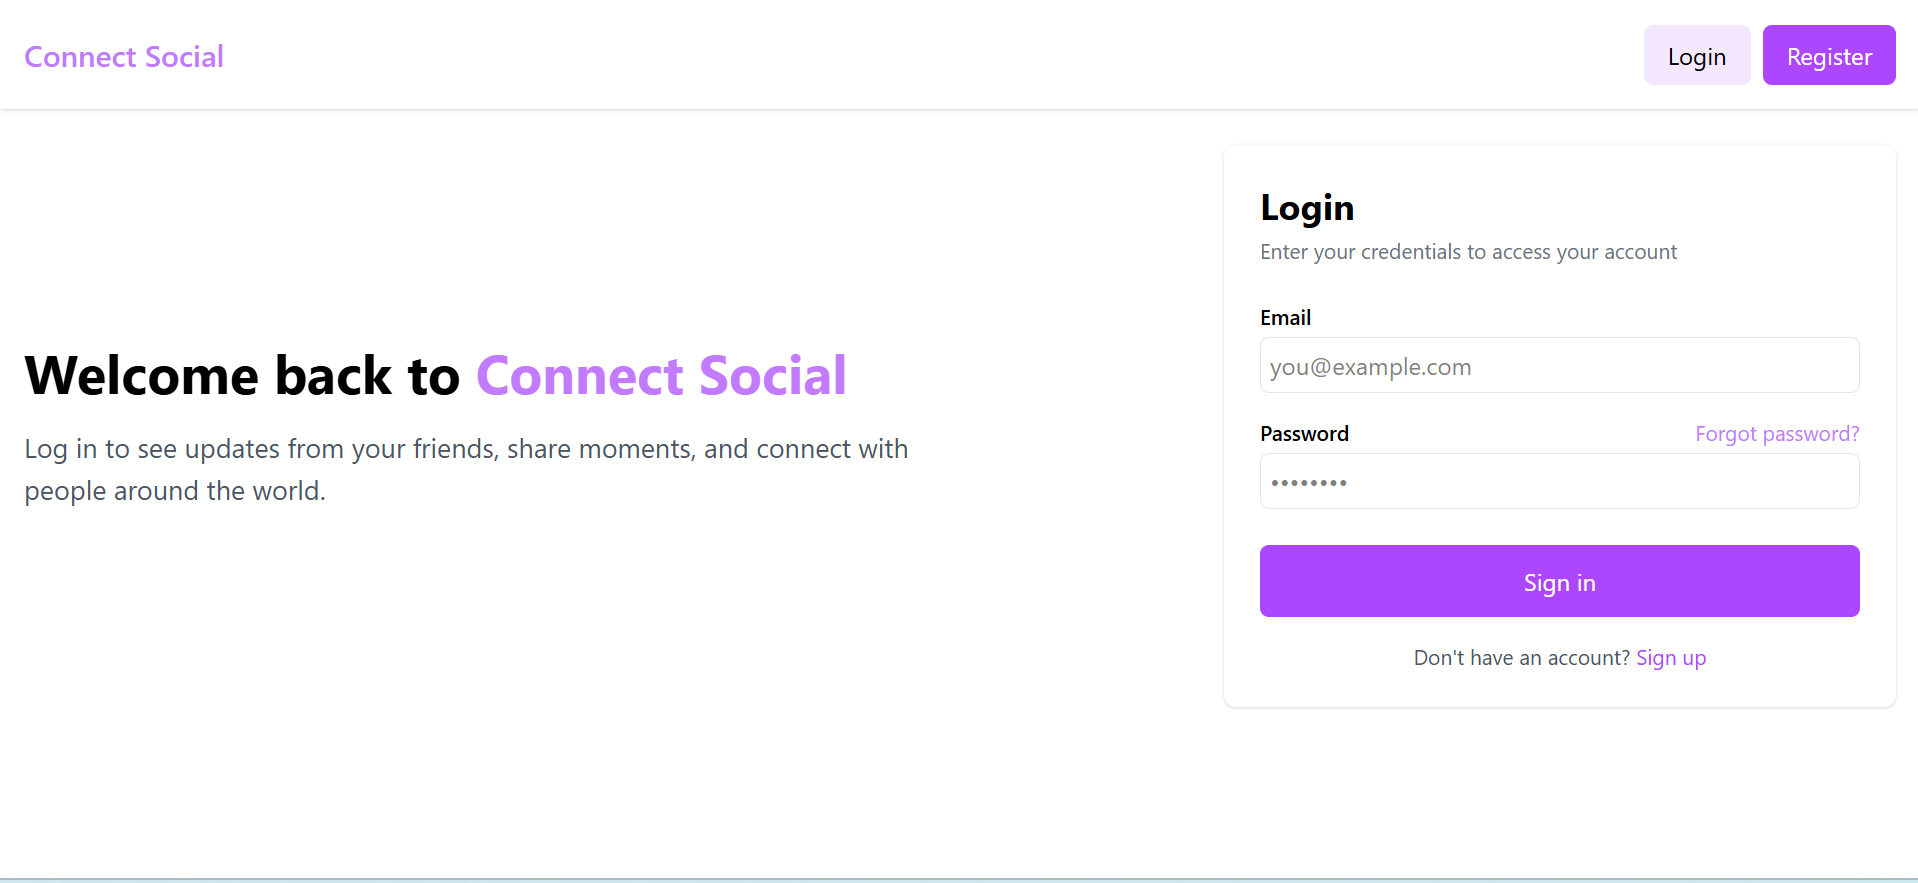 Connect Social
Login
Register
Welcome back to Connect Social
Log in to see updates from your friends, share moments, and connect with
people around the world.
Login
Enter your credentials to access your account
Email
you@example.com
Password
Forgot password?
••••••••
Sign in
Don't have an account? Sign up